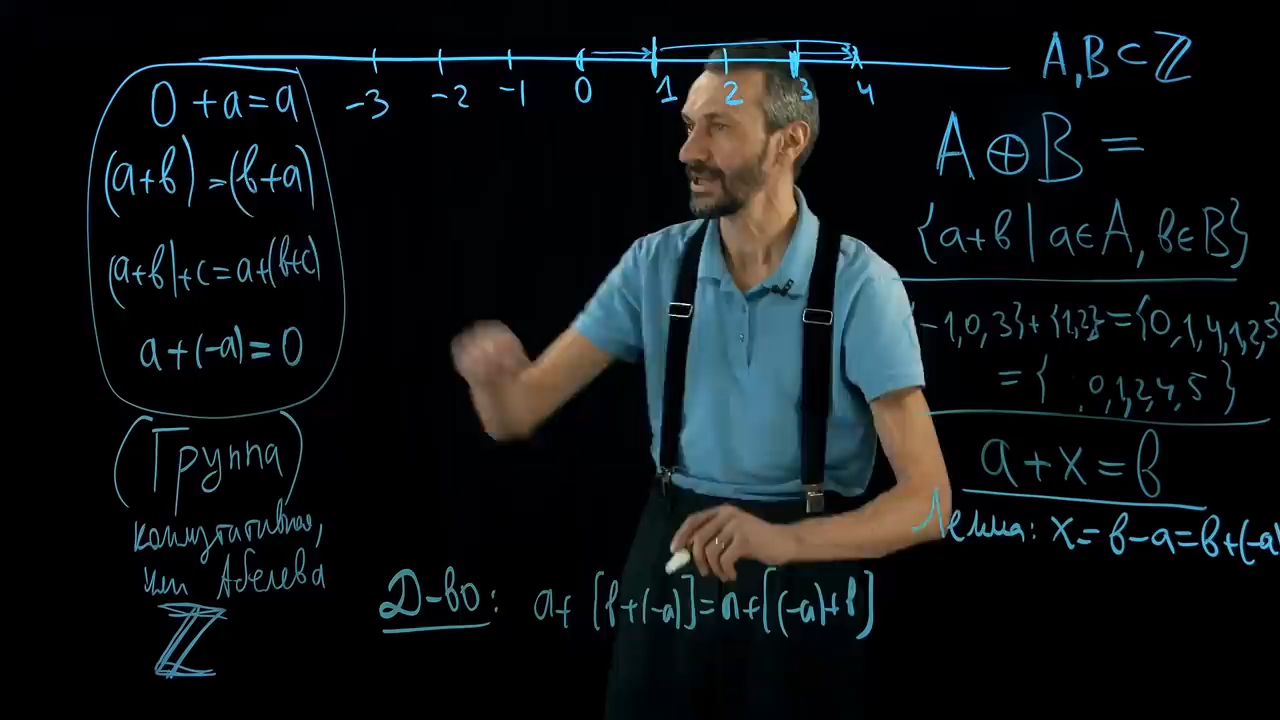 -3 -2 -1 0 1 2 3 4
0 + a = a
(a+b) = (b+a)
(a+b)+c = a+(b+c)
a+(-a) = 0
(Группа)
коммутативная,
или Абелева
ℤ
A,B ⊂ ℤ
A ⊕ B =
{a+b | a∈A, b∈B}
-1,0,3}+{1,2}={0,1,4,1,2,5}
={ 0,1,2,4,5 }
a + x = b
Лемма: x = b-a = b+(-a)
Д-во: a+[b+(-a)]=a+[(-a)+b]